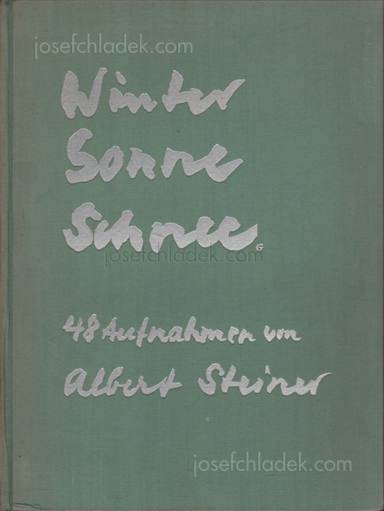 josefchladek.com
Winter
Sonne
Schnee.
G
josefchladek.com
48 Aufnahmen von
Albert Steiner
josefchladek.com